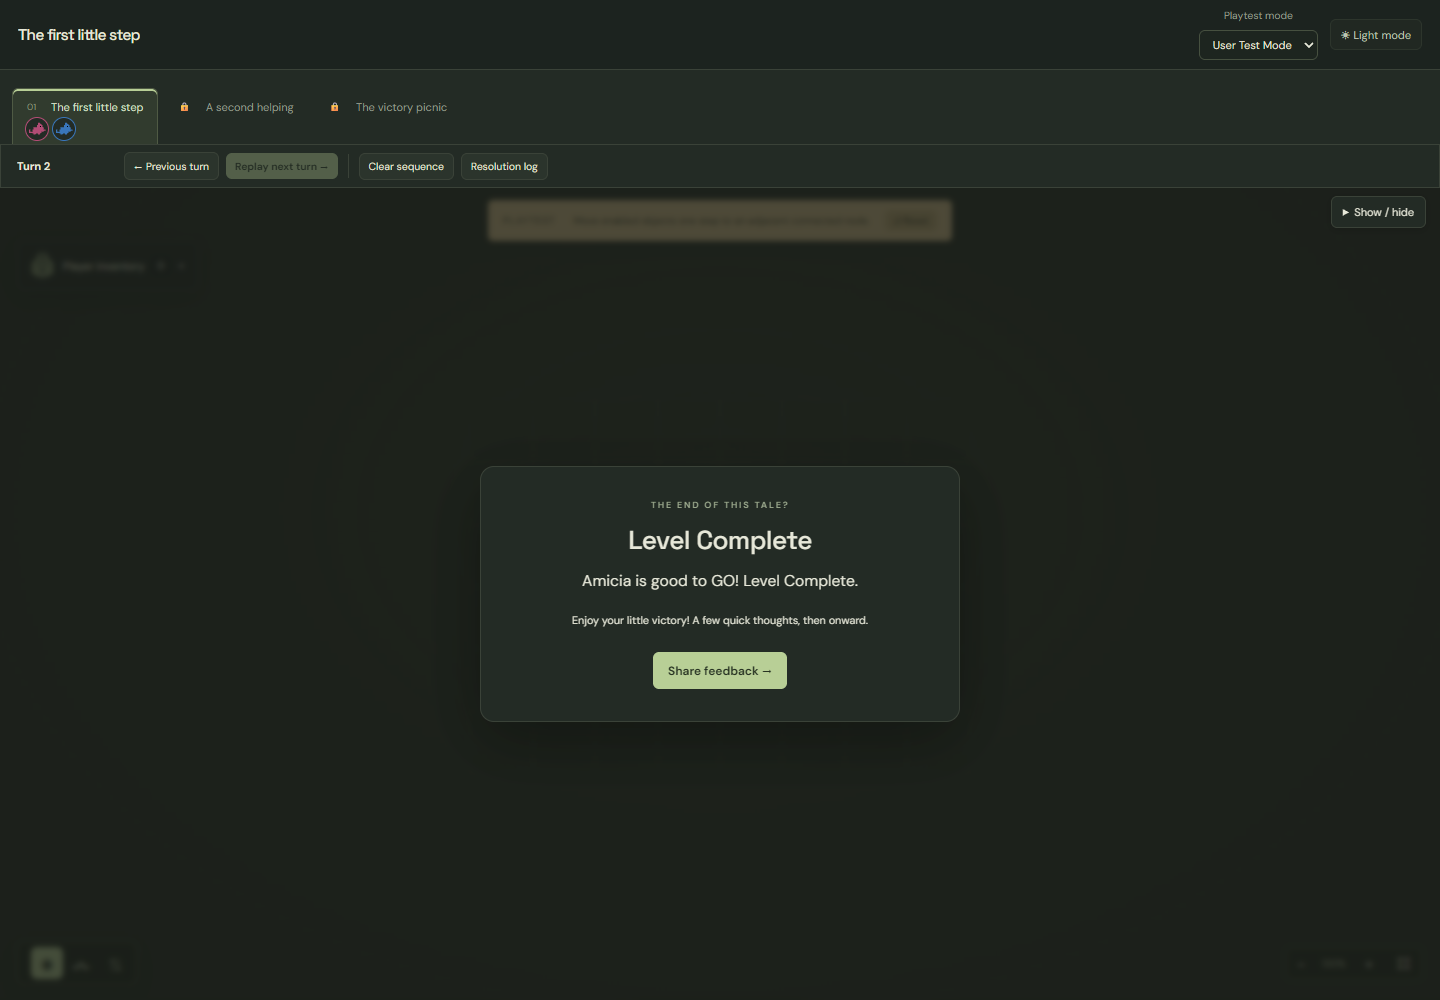 The first little step
Playtest mode
User Test Mode
☀ Light mode
01 The first little step
A second helping
The victory picnic
Turn 2
← Previous turn
Replay next turn →
Clear sequence
Resolution log
▶ Show / hide
Player Inventory
THE END OF THIS TALE?
Level Complete
Amicia is good to GO! Level Complete.
Enjoy your little victory! A few quick thoughts, then onward.
Share feedback →